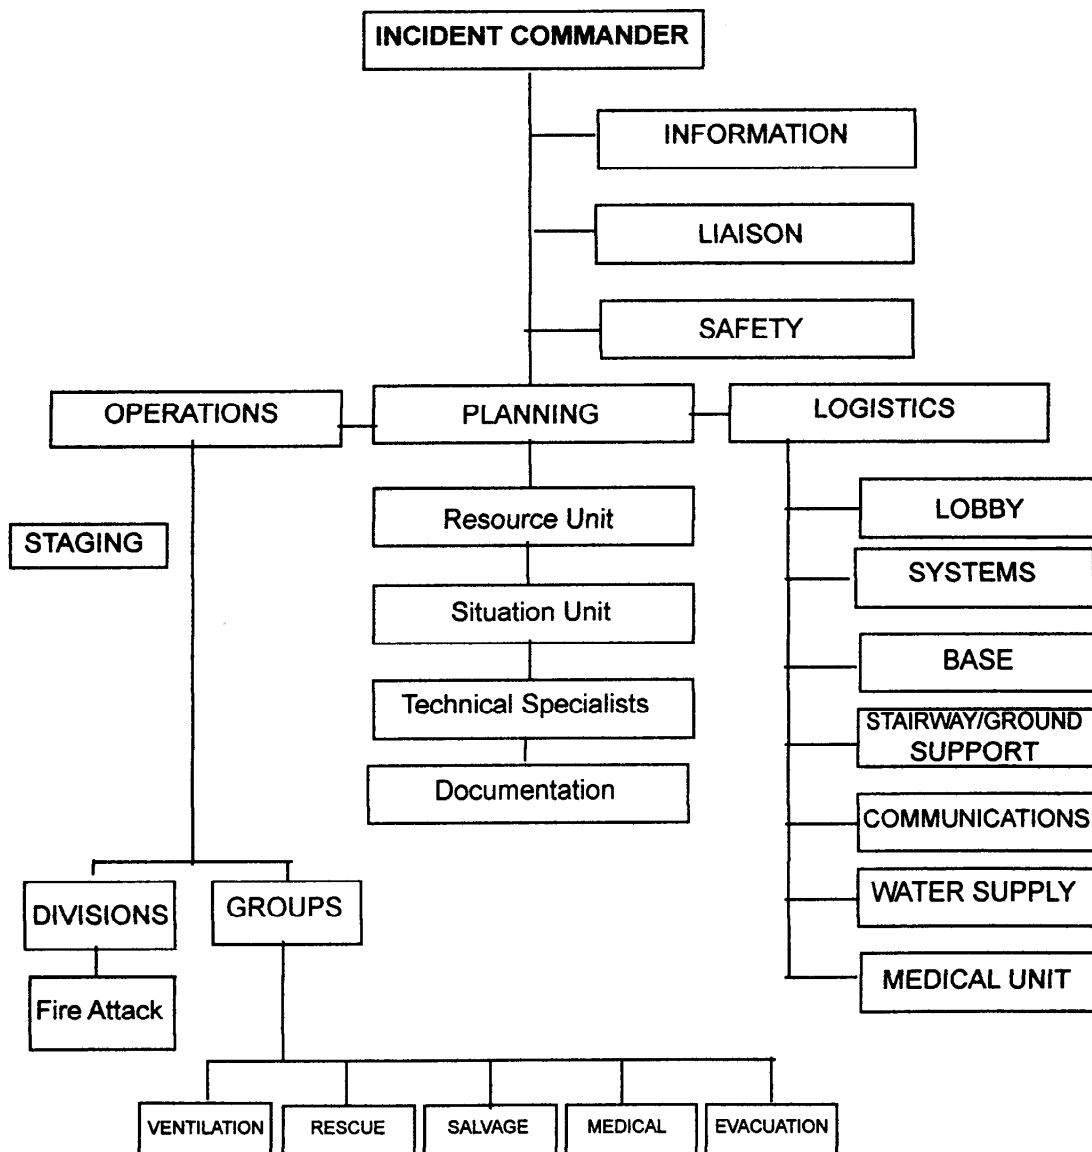 INCIDENT COMMANDER
INFORMATION
LIAISON
SAFETY
OPERATIONS
PLANNING
LOGISTICS
STAGING
Resource Unit
Situation Unit
Technical Specialists
Documentation
LOBBY
SYSTEMS
BASE
STAIRWAY/GROUND
SUPPORT
COMMUNICATIONS
WATER SUPPLY
MEDICAL UNIT
DIVISIONS
GROUPS
Fire Attack
VENTILATION
RESCUE
SALVAGE
MEDICAL
EVACUATION